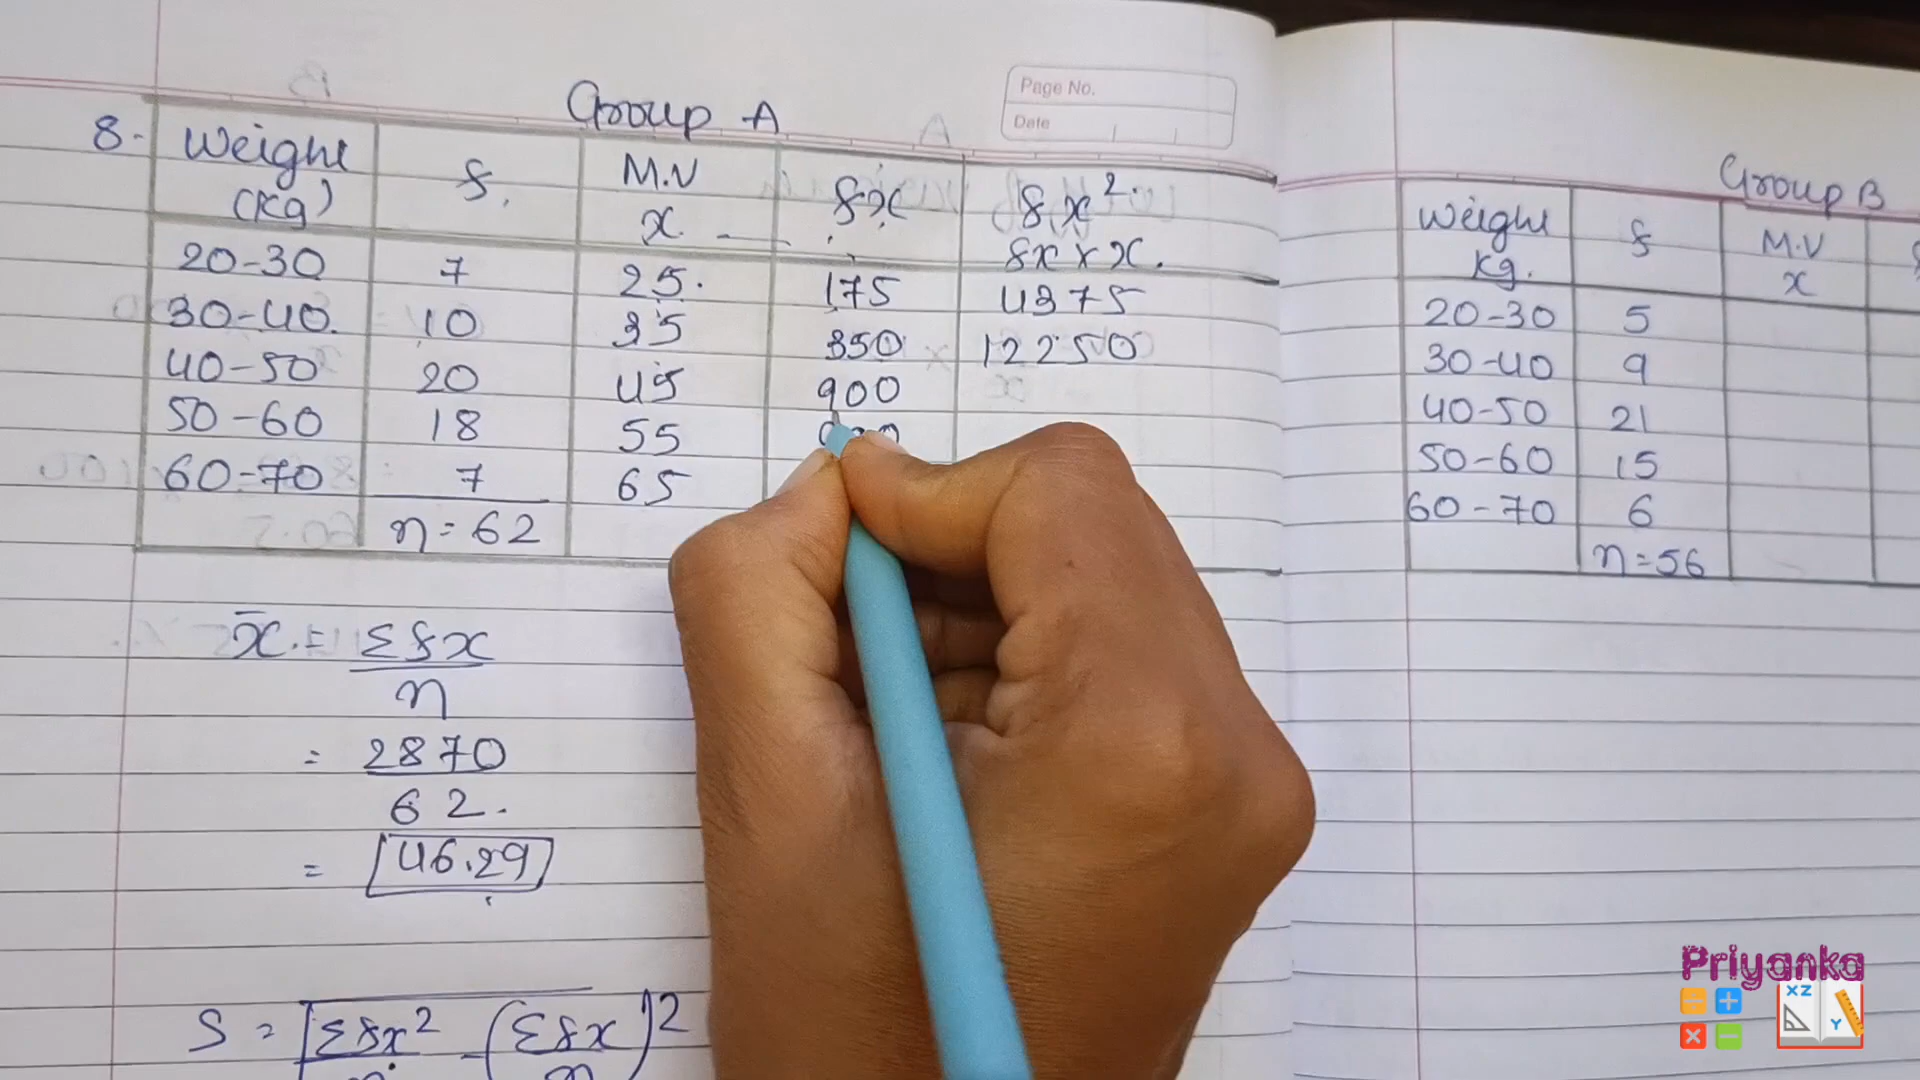 Page No.
Date
Group A
8. Weight (kg) f. M.V x fx fx² fx x x.
20-30 7 25. 175 4375
30-40. 10 35 350 12250
40-50 20 45 900
50-60 18 55
60-70 7 65
n = 62
x̄ = Σfx
n
= 2870
62.
= 46.29
S = √Σfx² - (Σfx)²
n n
Group B
Weight kg. f M.V x
20-30 5
30-40 9
40-50 21
50-60 15
60-70 6
n = 56
Priyanka
XZ
Y